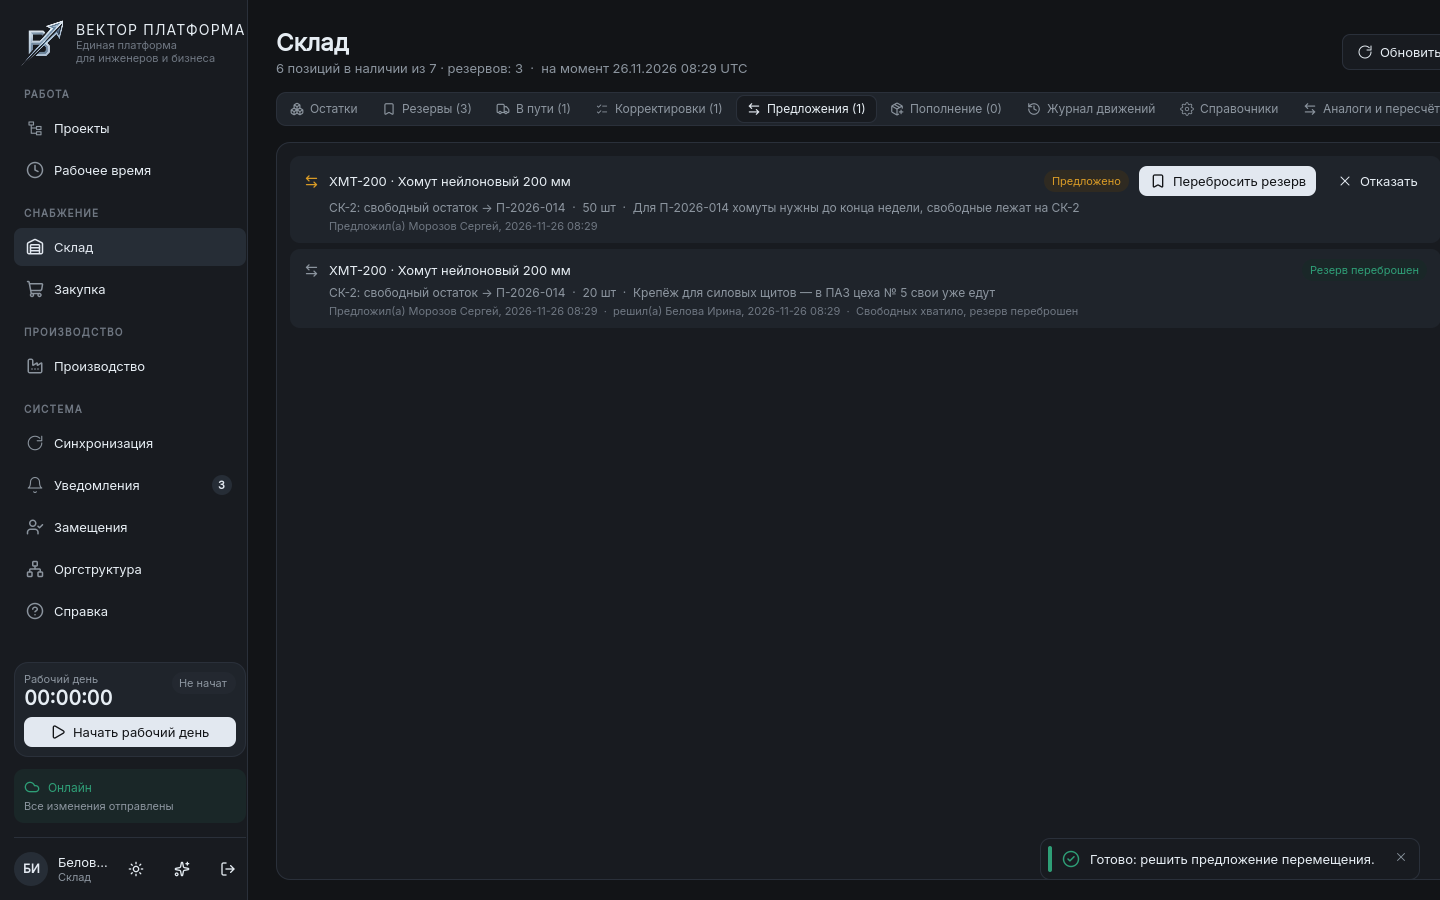 ВЕКТОР ПЛАТФОРМА
Единая платформа
для инженеров и бизнеса
РАБОТА
Проекты
Рабочее время
СНАБЖЕНИЕ
Склад
Закупка
ПРОИЗВОДСТВО
Производство
СИСТЕМА
Синхронизация
Уведомления 3
Замещения
Оргструктура
Справка
Рабочий день
Не начат
00:00:00
Начать рабочий день
Онлайн
Все изменения отправлены
БИ
Белов...
Склад
Склад
6 позиций в наличии из 7 · резервов: 3 · на момент 26.11.2026 08:29 UTC
Обновить
Остатки Резервы (3) В пути (1) Корректировки (1) Предложения (1) Пополнение (0) Журнал движений Справочники Аналоги и пересчёт
ХМТ-200 · Хомут нейлоновый 200 мм
Предложено Перебросить резерв Отказать
СК-2: свободный остаток → П-2026-014 · 50 шт · Для П-2026-014 хомуты нужны до конца недели, свободные лежат на СК-2
Предложил(а) Морозов Сергей, 2026-11-26 08:29
ХМТ-200 · Хомут нейлоновый 200 мм
Резерв переброшен
СК-2: свободный остаток → П-2026-014 · 20 шт · Крепёж для силовых щитов — в ПАЗ цеха № 5 свои уже едут
Предложил(а) Морозов Сергей, 2026-11-26 08:29 · решил(а) Белова Ирина, 2026-11-26 08:29 · Свободных хватило, резерв переброшен
Готово: решить предложение перемещения.